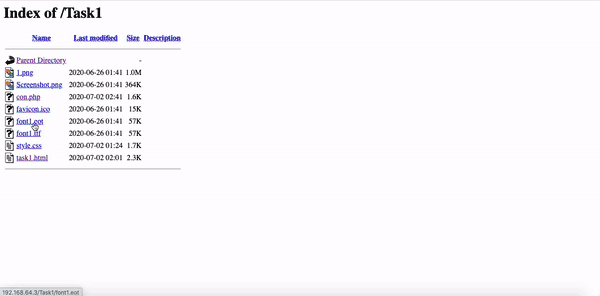 Index of /Task1
Name Last modified Size Description
Parent Directory -
1.png 2020-06-26 01:41 1.0M
Screenshot.png 2020-06-26 01:41 364K
con.php 2020-07-02 02:41 1.6K
favicon.ico 2020-06-26 01:41 15K
font1.eot 2020-06-26 01:41 57K
font1.ttf 2020-06-26 01:41 57K
style.css 2020-07-02 01:24 1.7K
task1.html 2020-07-02 02:01 2.3K
192.168.64.3/Task1/font1.eot